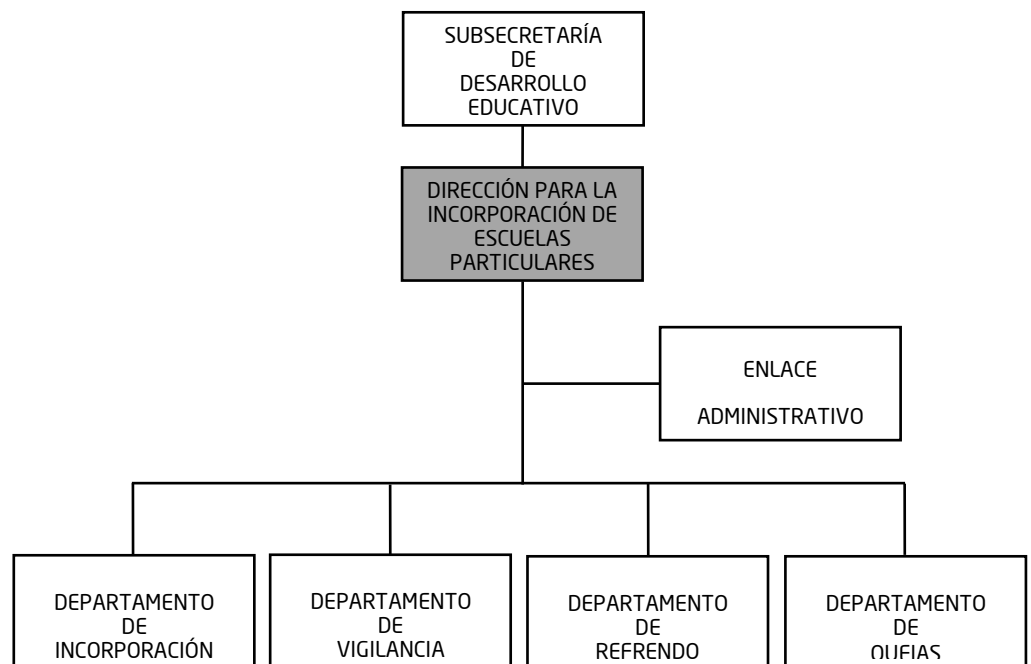 SUBSECRETARÍA
DE
DESARROLLO
EDUCATIVO
DIRECCIÓN PARA LA
INCORPORACIÓN DE
ESCUELAS
PARTICULARES
ENLACE
ADMINISTRATIVO
DEPARTAMENTO
DE
INCORPORACIÓN
DEPARTAMENTO
DE
VIGILANCIA
DEPARTAMENTO
DE
REFRENDO
DEPARTAMENTO
DE
QUEJAS